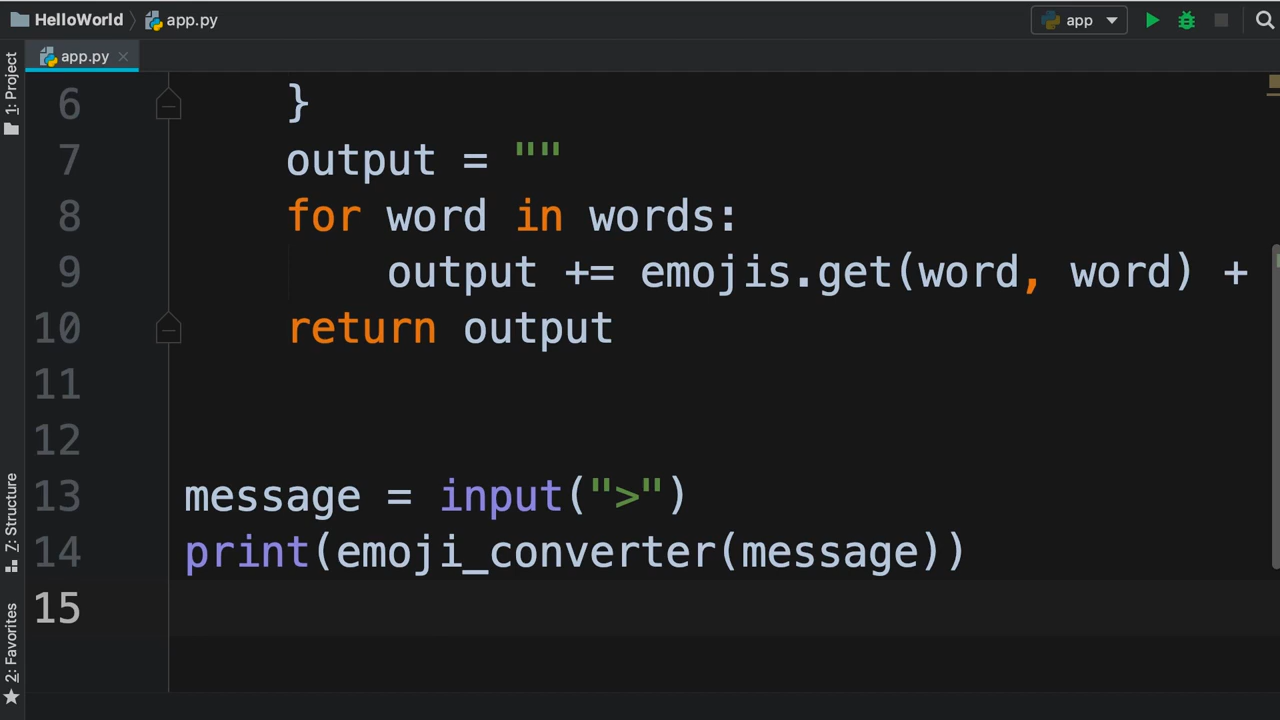 HelloWorld app.py
app
app.py
1: Project
7: Structure
2: Favorites
6 }
7 output = ""
8 for word in words:
9 output += emojis.get(word, word) +
10 return output
11
12
13 message = input(">")
14 print(emoji_converter(message))
15